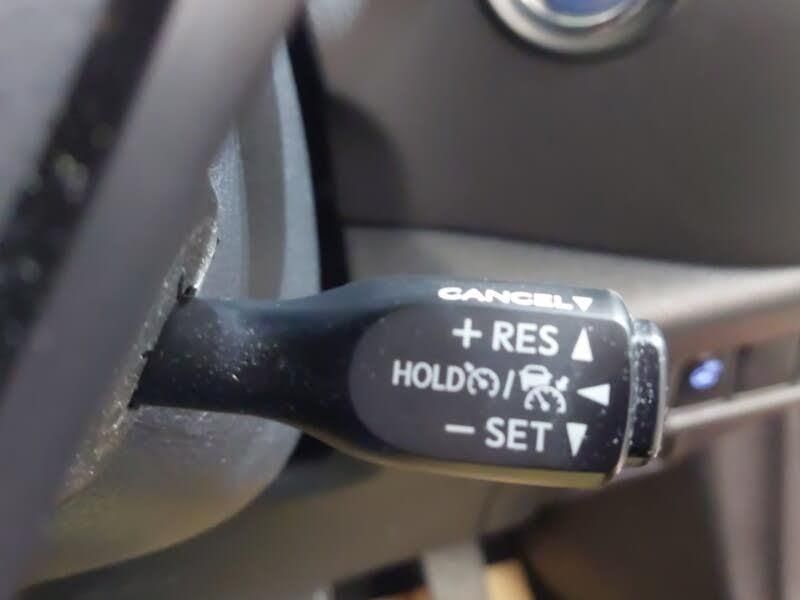 CANCEL
+ RES
HOLD /
− SET